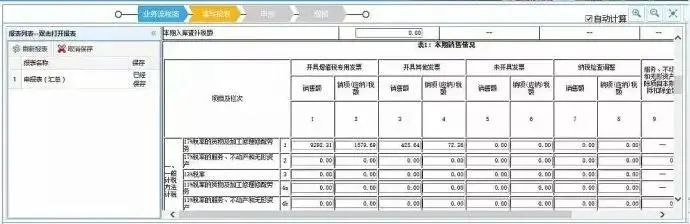 业务流程图
填写报表
申报
缴税
自动计算
报表列表--双击打开报表
刷新报表 取消保存
报表名称 保存
1 申报表（汇总） 已经保存
本期入库查补税额 0.00 -- -- --
表1：本期销售情况
项目及栏次
开具增值税专用发票 开具其他发票 未开具发票 纳税检查调整
销售额 销项(应纳)税额 销售额 销项(应纳)税额 销售额 销项(应纳)税额 销售额 销项(应纳)税额
1 2 3 4 5 6 7 8 9
一、一般计税方法计税
17%税率的货物及加工修理修配劳务 1 9292.31 1579.69 425.64 72.36 0.00 0.00 0.00 0.00 --
17%税率的服务、不动产和无形资产 2 0.00 0.00 0.00 0.00 0.00 0.00 0.00 0.00
13%税率 3 0.00 0.00 0.00 0.00 0.00 0.00 0.00 0.00 --
11%税率的货物及加工修理修配劳务 4a 0.00 0.00 0.00 0.00 0.00 0.00 0.00 0.00 --
11%税率的服务、不动产和无形资 4b 0.00 0.00 0.00 0.00 0.00 0.00 0.00 0.00